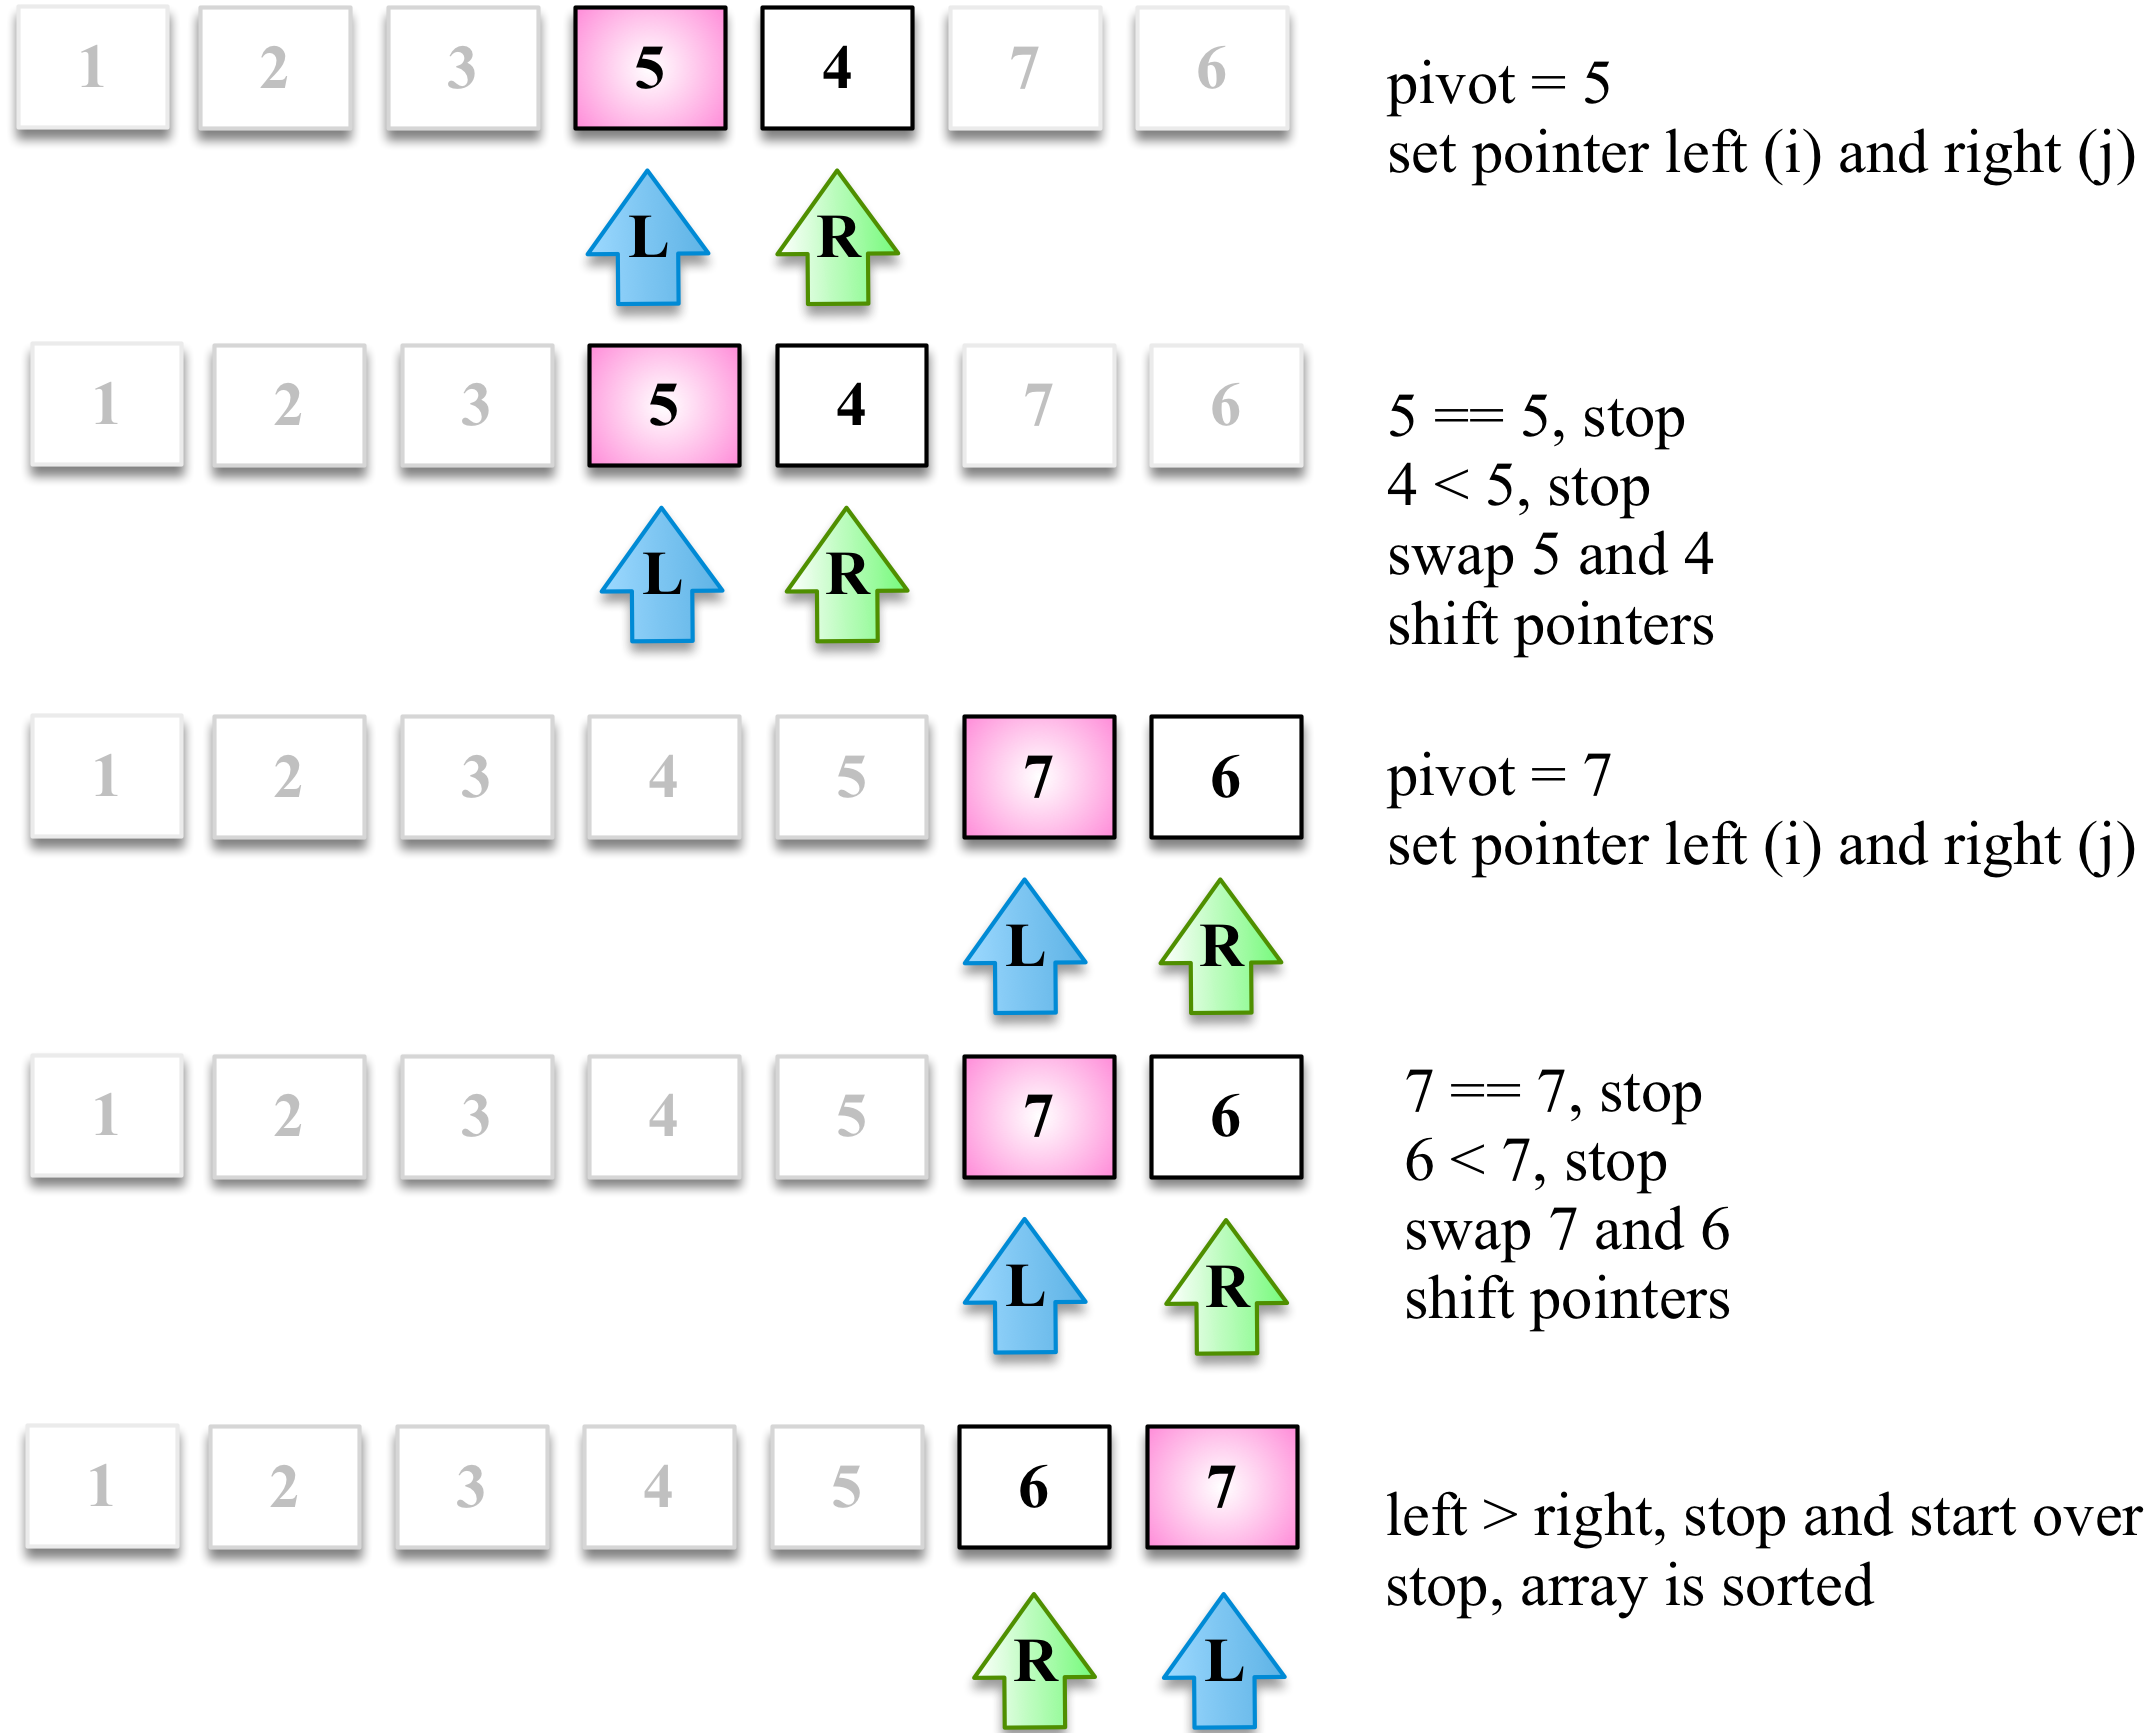 1 2 3 5 4 7 6
pivot = 5
set pointer left (i) and right (j)
L R
1 2 3 5 4 7 6
5 == 5, stop
4 < 5, stop
swap 5 and 4
shift pointers
L R
1 2 3 4 5 7 6
pivot = 7
set pointer left (i) and right (j)
L R
1 2 3 4 5 7 6
7 == 7, stop
6 < 7, stop
swap 7 and 6
shift pointers
L R
1 2 3 4 5 6 7
left > right, stop and start over
stop, array is sorted
R L